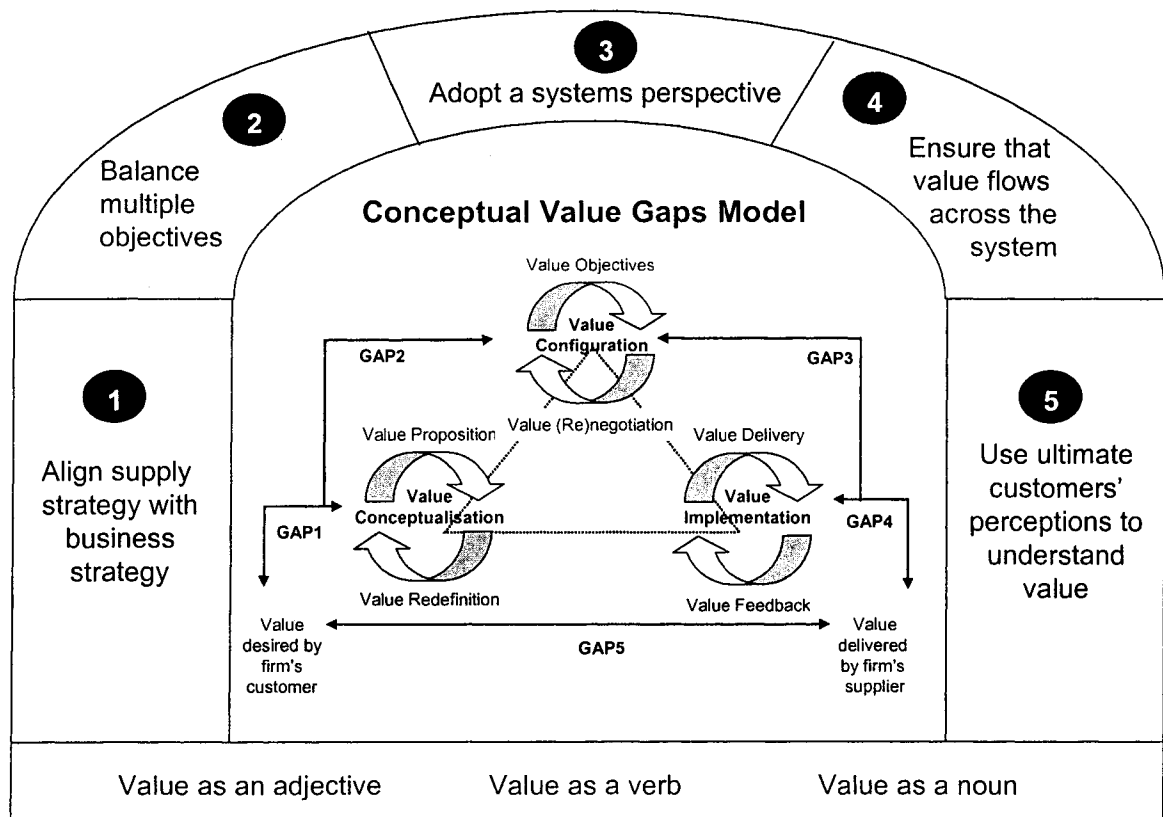 3
Adopt a systems perspective
2
Balance
multiple
objectives
4
Ensure that
value flows
across the
system
Conceptual Value Gaps Model
Value Objectives
Value
Configuration
Value (Re)negotiation
GAP2
GAP3
1
Align supply
strategy with
business
strategy
Value Proposition
Value
Conceptualisation
Value Redefinition
Value Delivery
Value
Implementation
Value Feedback
GAP1
GAP4
5
Use ultimate
customers’
perceptions to
understand
value
Value
desired by
firm's
customer
GAP5
Value
delivered
by firm's
supplier
Value as an adjective
Value as a verb
Value as a noun